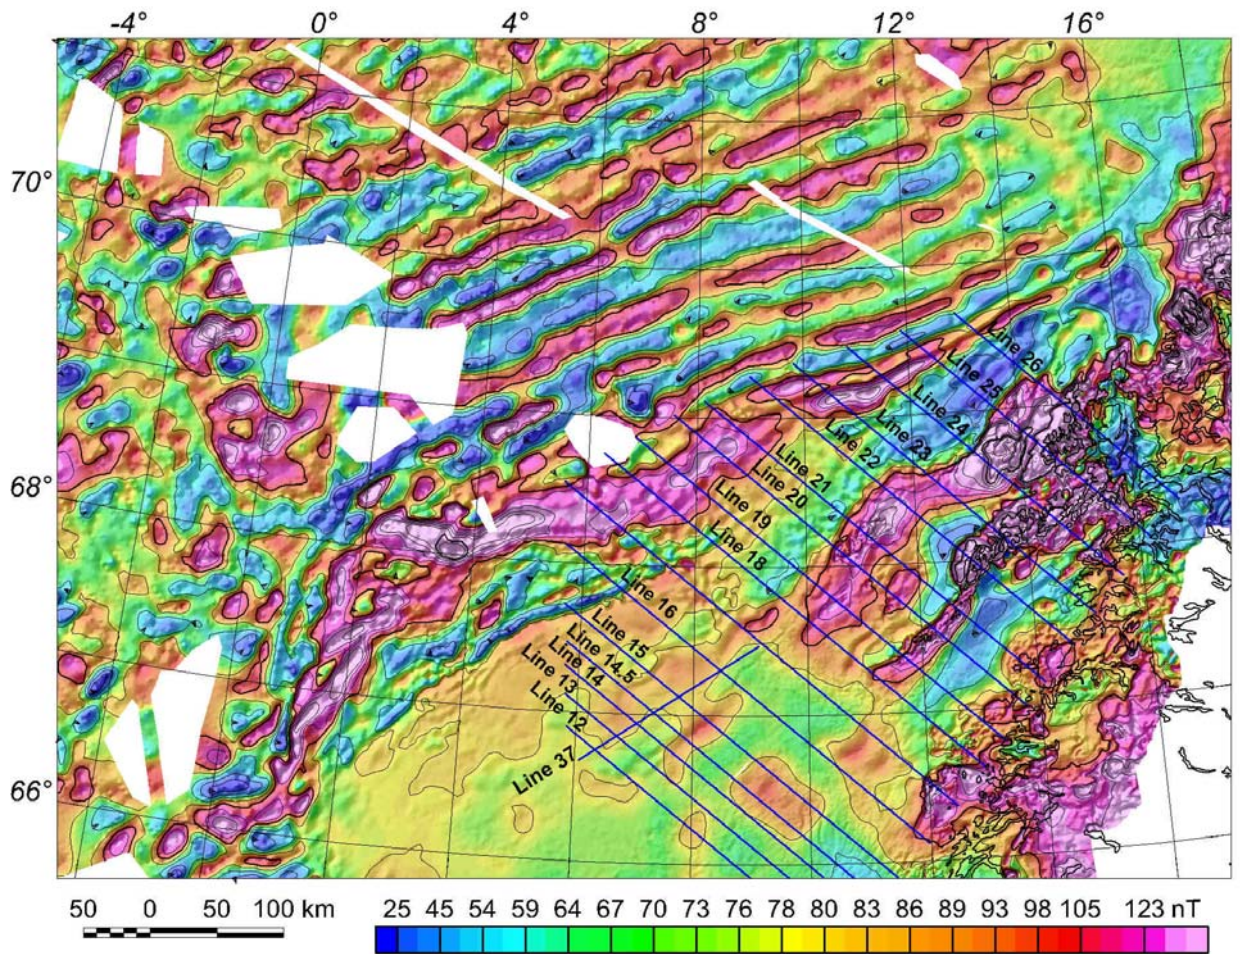 -4° 0° 4° 8° 12° 16°
70°
68°
66°
Line 26
Line 25
Line 24
Line 23
Line 22
Line 21
Line 20
Line 19
Line 18
Line 16
Line 15
Line 14.5
Line 14
Line 13
Line 12
Line 37
50 0 50 100 km
25 45 54 59 64 67 70 73 76 78 80 83 86 89 93 98 105 123 nT